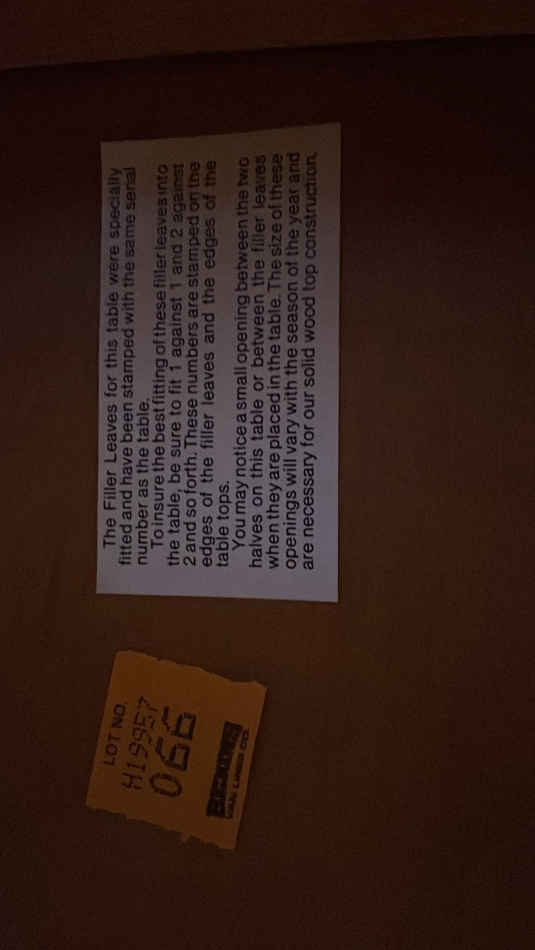 The Filler Leaves for this table were specially
fitted and have been stamped with the same serial
number as the table.
To insure the best fitting of these filler leaves into
the table, be sure to fit 1 against 1 and 2 against
2 and so forth. These numbers are stamped on the
edges of the filler leaves and the edges of the
table tops.
You may notice a small opening between the two
halves on this table or between the filler leaves
when they are placed in the table. The size of these
openings will vary with the season of the year and
are necessary for our solid wood top construction.
LOT NO.
H19957
066
VAN LINES CO.